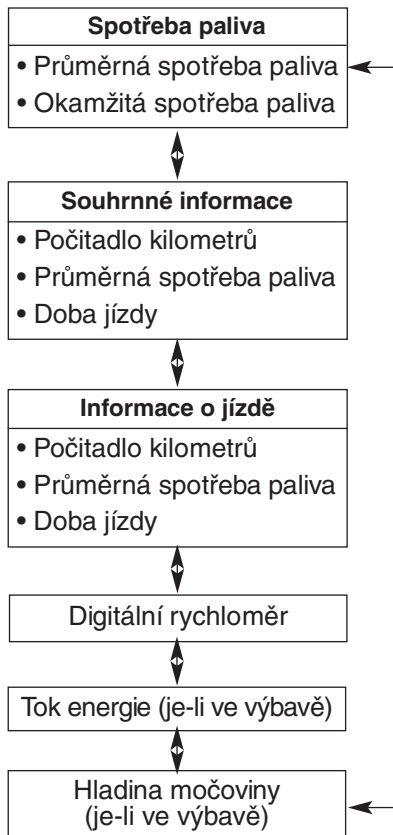 Spotřeba paliva
• Průměrná spotřeba paliva
• Okamžitá spotřeba paliva
Souhrnné informace
• Počitadlo kilometrů
• Průměrná spotřeba paliva
• Doba jízdy
Informace o jízdě
• Počitadlo kilometrů
• Průměrná spotřeba paliva
• Doba jízdy
Digitální rychloměr
Tok energie (je-li ve výbavě)
Hladina močoviny
(je-li ve výbavě)